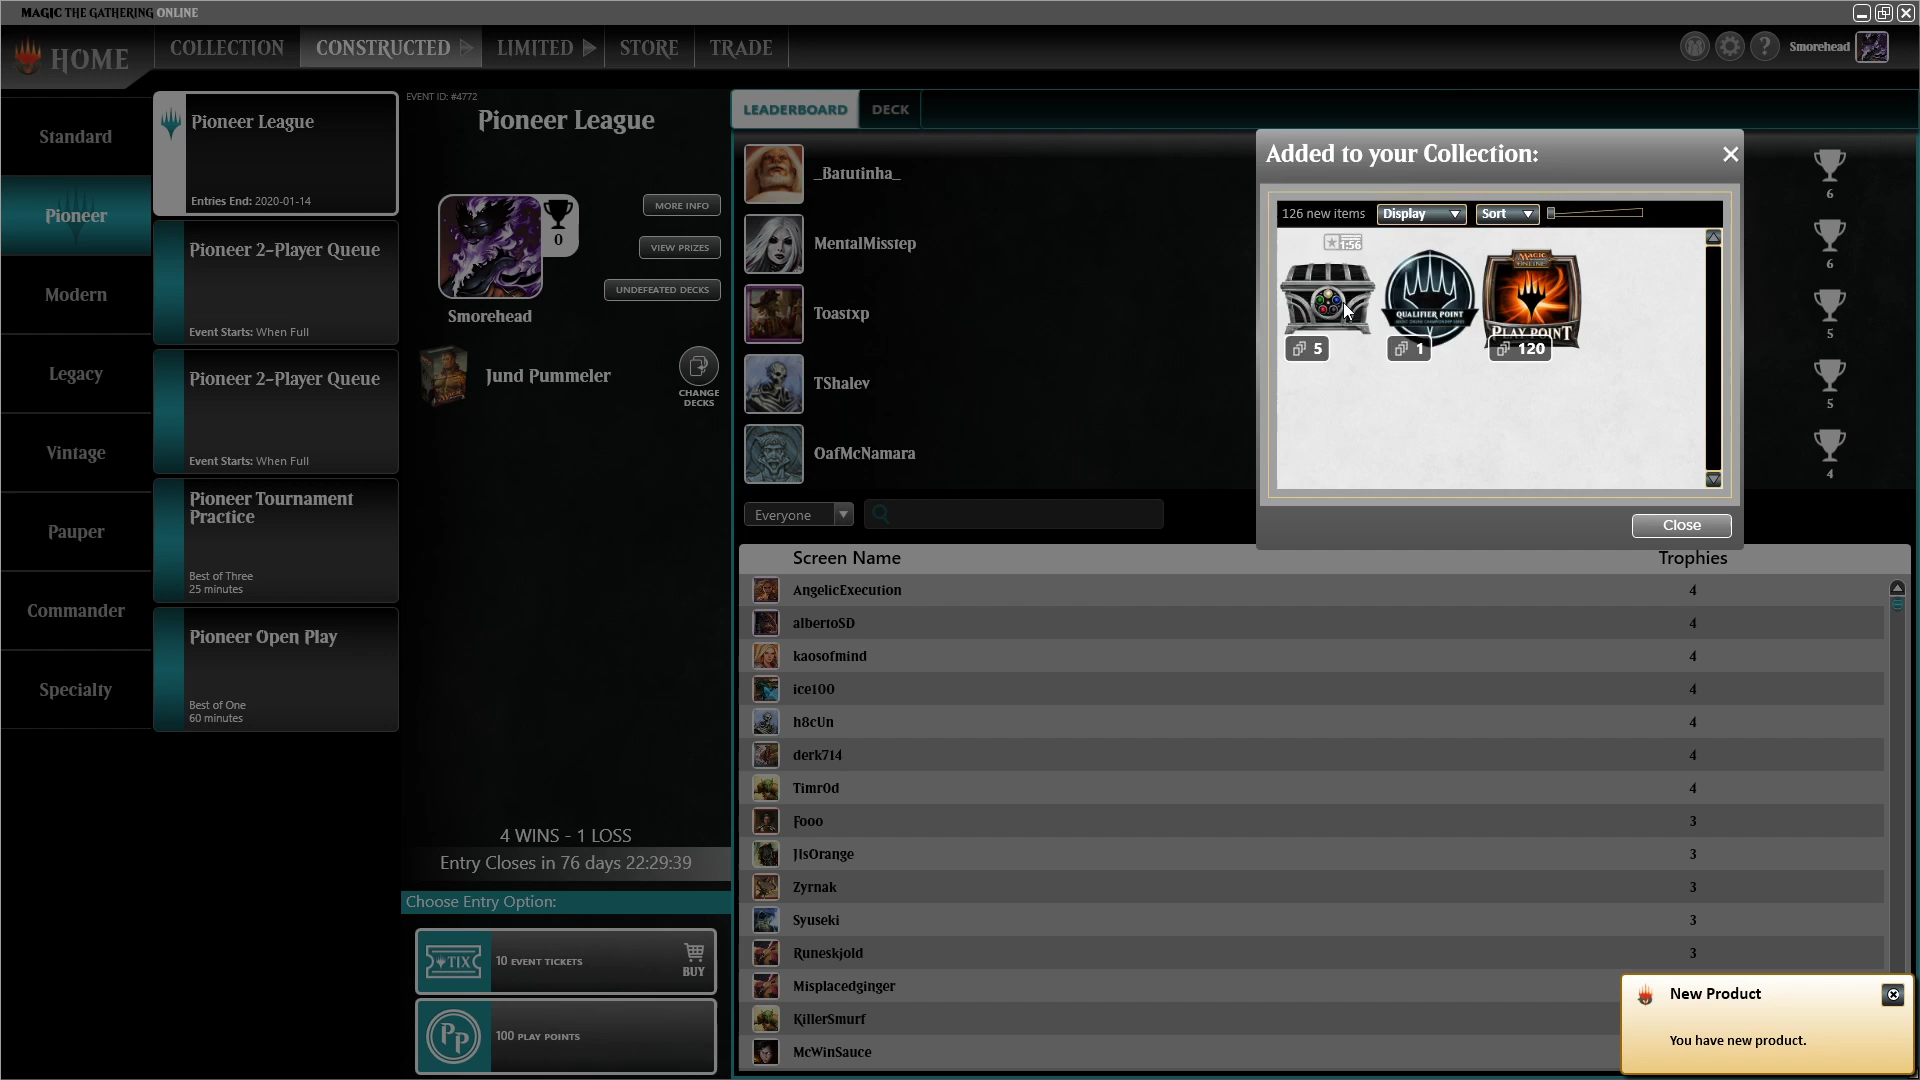 MAGIC THE GATHERING ONLINE
HOME
COLLECTION
CONSTRUCTED
LIMITED
STORE
TRADE
Smorehead
Standard
Pioneer
Modern
Legacy
Vintage
Pauper
Commander
Specialty
Pioneer League
Entries End: 2020-01-14
Pioneer 2-Player Queue
Event Starts: When Full
Pioneer 2-Player Queue
Event Starts: When Full
Pioneer Tournament
Practice
Best of Three
25 minutes
Pioneer Open Play
Best of One
60 minutes
EVENT ID: #4772
Pioneer League
0
Smorehead
MORE INFO
VIEW PRIZES
UNDEFEATED DECKS
Jund Pummeler
CHANGE
DECKS
4 WINS - 1 LOSS
Entry Closes in 76 days 22:29:39
Choose Entry Option:
TIX
10 EVENT TICKETS
BUY
PP
100 PLAY POINTS
LEADERBOARD
DECK
_Batutinha_
6
MentalMisstep
6
Toastxp
5
TShalev
5
OafMcNamara
4
Everyone
Screen Name
Trophies
AngelicExecution 4
albertoSD 4
kaosofmind 4
ice100 4
h8cUn 4
derk714 4
Timr0d 4
Fooo 3
JisOrange 3
Zyrnak 3
Syuseki 3
Runeskjold 3
Misplacedginger
KillerSmurf
McWinSauce
Added to your Collection:
126 new items
Display
Sort
1:56
QUALIFIER POINT
MAGIC ONLINE CHAMPIONSHIP SERIES
MAGIC ONLINE
PLAY POINT
5
1
120
Close
New Product
You have new product.